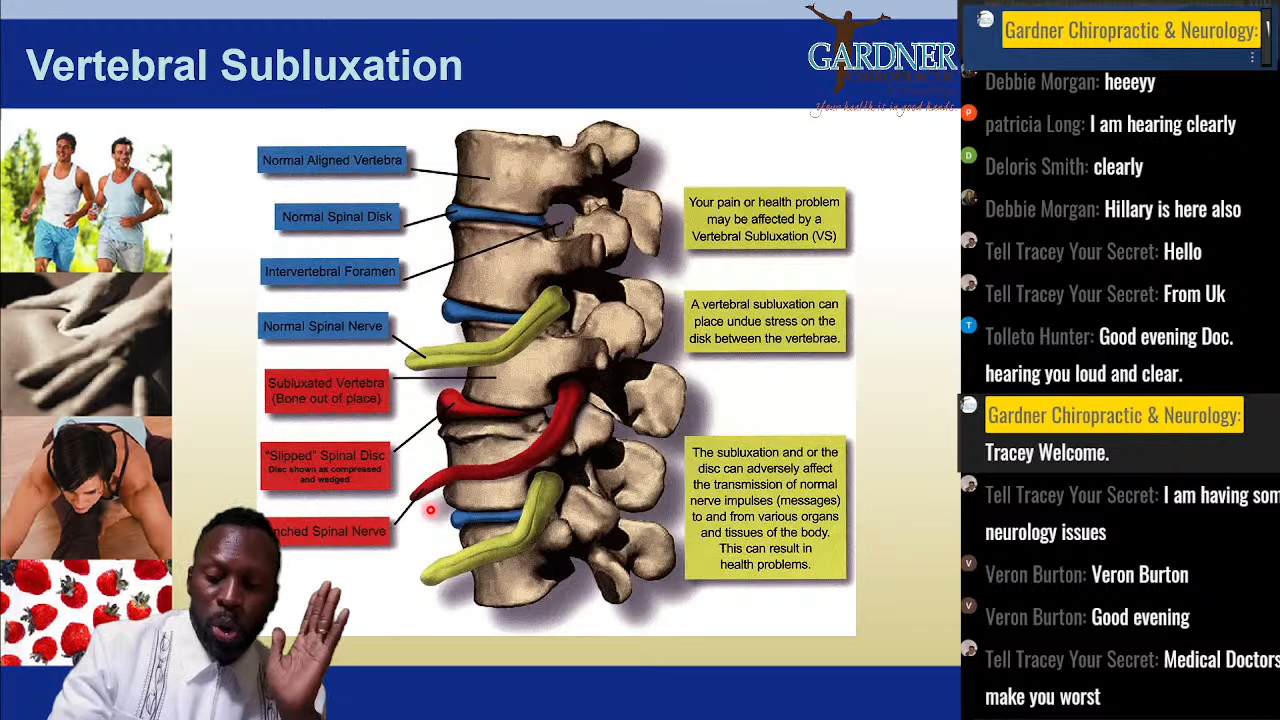 Vertebral Subluxation
GARDNER
CHIROPRACTIC
Your health is in good hands.
Normal Aligned Vertebra
Normal Spinal Disk
Intervertebral Foramen
Normal Spinal Nerve
Subluxated Vertebra
(Bone out of place)
"Slipped" Spinal Disc
Disc shown as compressed
and wedged
nched Spinal Nerve
Your pain or health problem
may be affected by a
Vertebral Subluxation (VS)
A vertebral subluxation can
place undue stress on the
disk between the vertebrae.
The subluxation and or the
disc can adversely affect
the transmission of normal
nerve impulses (messages)
to and from various organs
and tissues of the body.
This can result in
health problems.
Gardner Chiropractic & Neurology:
Debbie Morgan: heeeyy
patricia Long: I am hearing clearly
Deloris Smith: clearly
Debbie Morgan: Hillary is here also
Tell Tracey Your Secret: Hello
Tell Tracey Your Secret: From Uk
Tolleto Hunter: Good evening Doc.
hearing you loud and clear.
Gardner Chiropractic & Neurology:
Tracey Welcome.
Tell Tracey Your Secret: I am having som
neurology issues
Veron Burton: Veron Burton
Veron Burton: Good evening
Tell Tracey Your Secret: Medical Doctors
make you worst